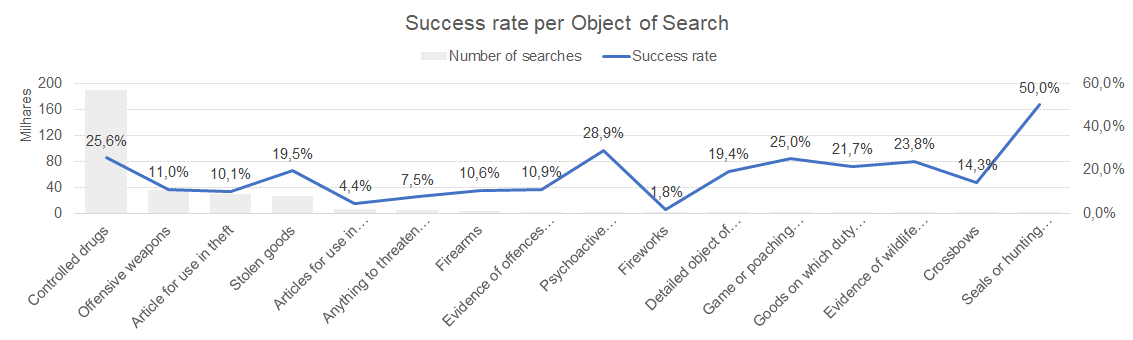 Success rate per Object of Search
Number of searches Success rate
Milhares
200
160
120
80
40
0
60,0%
40,0%
20,0%
0,0%
25,6%
11,0%
10,1%
19,5%
4,4%
7,5%
10,6%
10,9%
28,9%
1,8%
19,4%
25,0%
21,7%
23,8%
14,3%
50,0%
Controlled drugs
Offensive weapons
Article for use in theft
Stolen goods
Articles for use in…
Anything to threaten…
Firearms
Evidence of offences…
Psychoactive…
Fireworks
Detailed object of…
Game or poaching…
Goods on which duty…
Evidence of wildlife…
Crossbows
Seals or hunting…